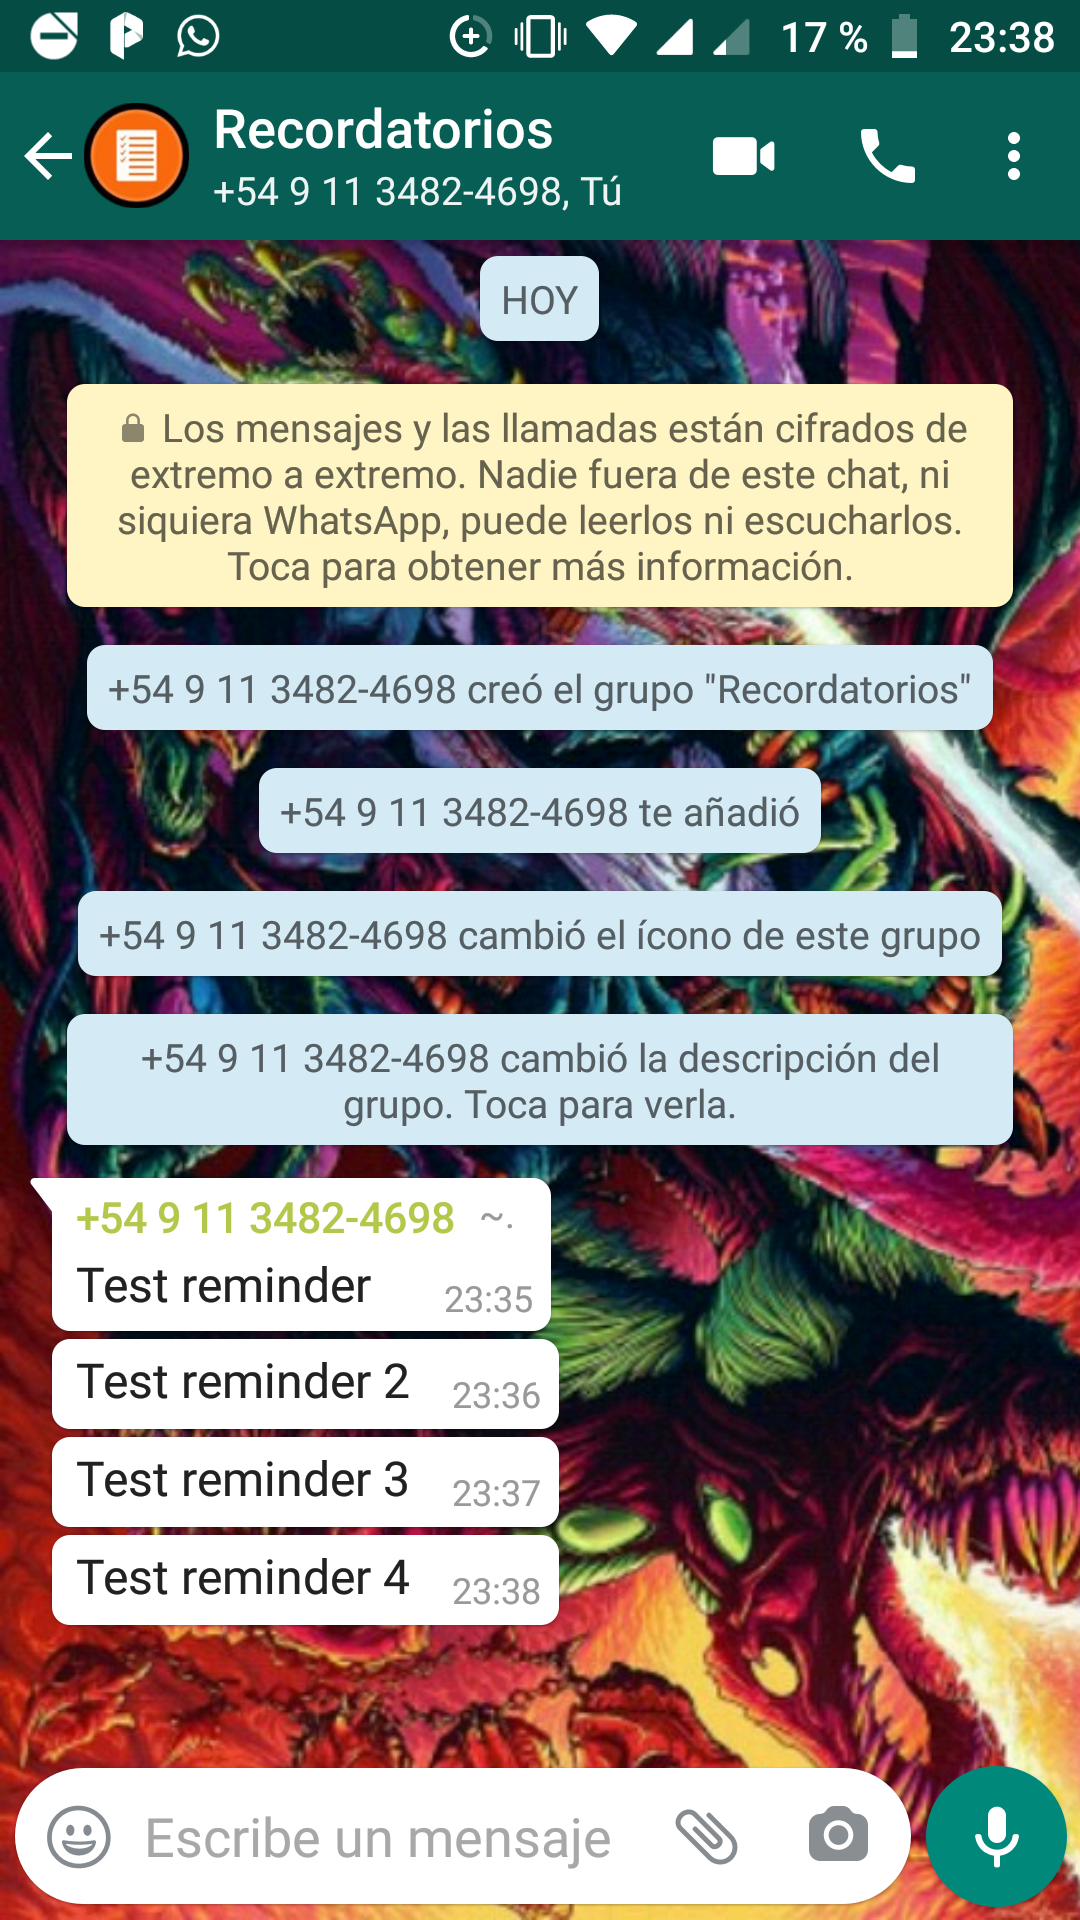 17 % 23:38
Recordatorios
+54 9 11 3482-4698, Tú
HOY
Los mensajes y las llamadas están cifrados de
extremo a extremo. Nadie fuera de este chat, ni
siquiera WhatsApp, puede leerlos ni escucharlos.
Toca para obtener más información.
+54 9 11 3482-4698 creó el grupo "Recordatorios"
+54 9 11 3482-4698 te añadió
+54 9 11 3482-4698 cambió el ícono de este grupo
+54 9 11 3482-4698 cambió la descripción del
grupo. Toca para verla.
+54 9 11 3482-4698 ~.
Test reminder 23:35
Test reminder 2 23:36
Test reminder 3 23:37
Test reminder 4 23:38
Escribe un mensaje